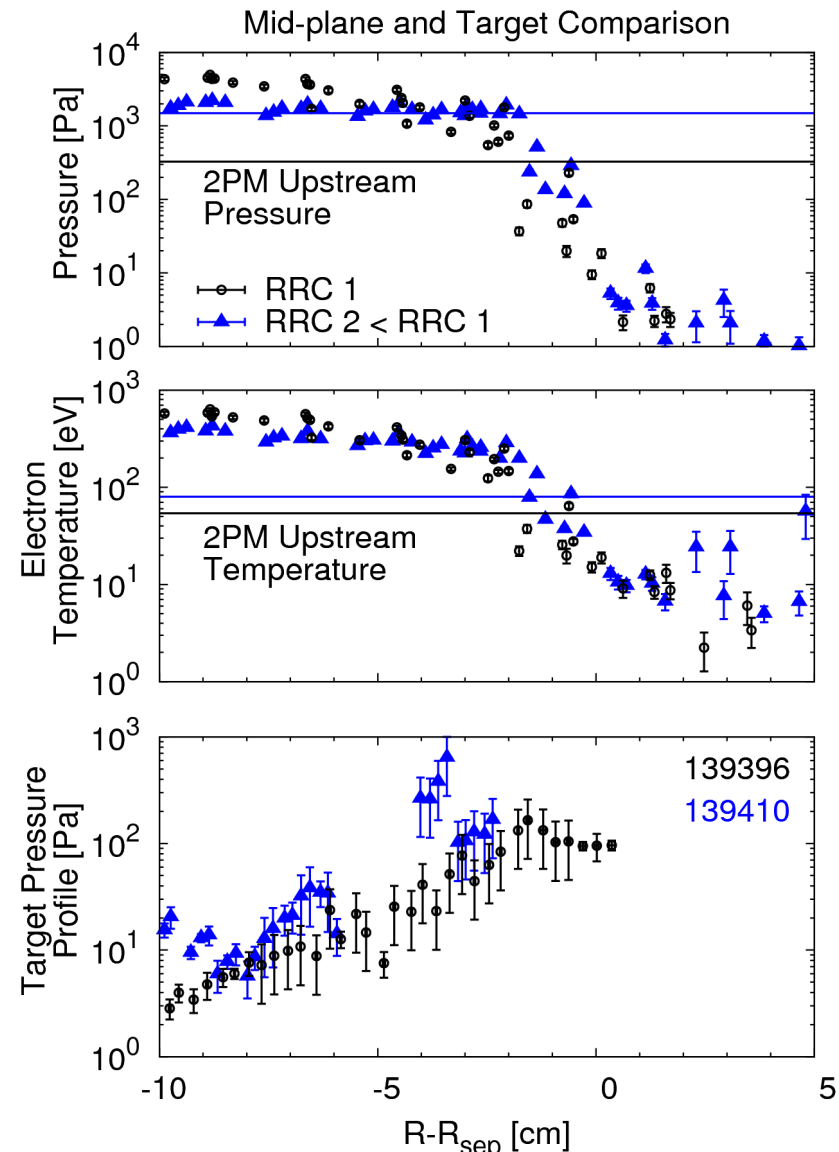 Mid-plane and Target Comparison
Pressure [Pa]
10^4
10^3
10^2
10^1
10^0
2PM Upstream
Pressure
RRC 1
RRC 2 < RRC 1
Electron
Temperature [eV]
10^3
10^2
10^1
10^0
2PM Upstream
Temperature
Target Pressure
Profile [Pa]
10^3
10^2
10^1
10^0
139396
139410
-10 -5 0 5
R-R_sep [cm]